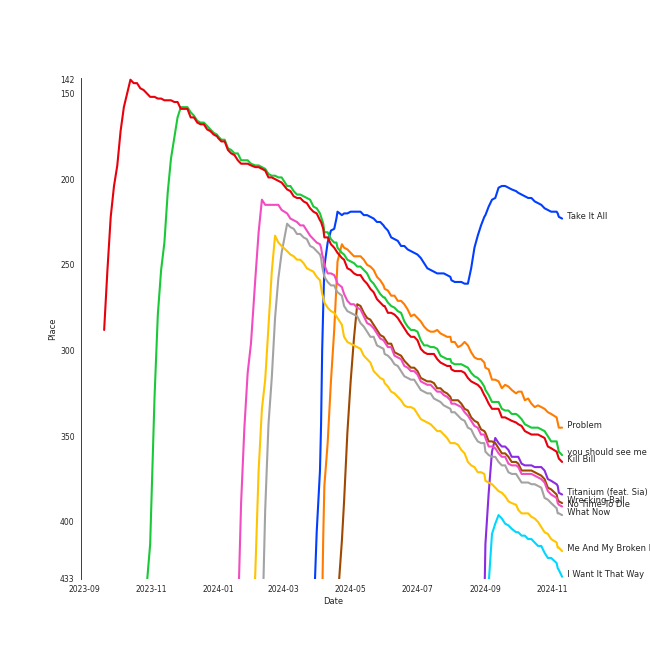 142
150
200
250
300
350
400
433
Place
2023-09
2023-11
2024-01
2024-03
2024-05
2024-07
2024-09
2024-11
Date
Take It All
Problem
you should see me
Kill Bill
Titanium (feat. Sia)
Wrecking Ball
No Time To Die
What Now
Me And My Broken
I Want It That Way